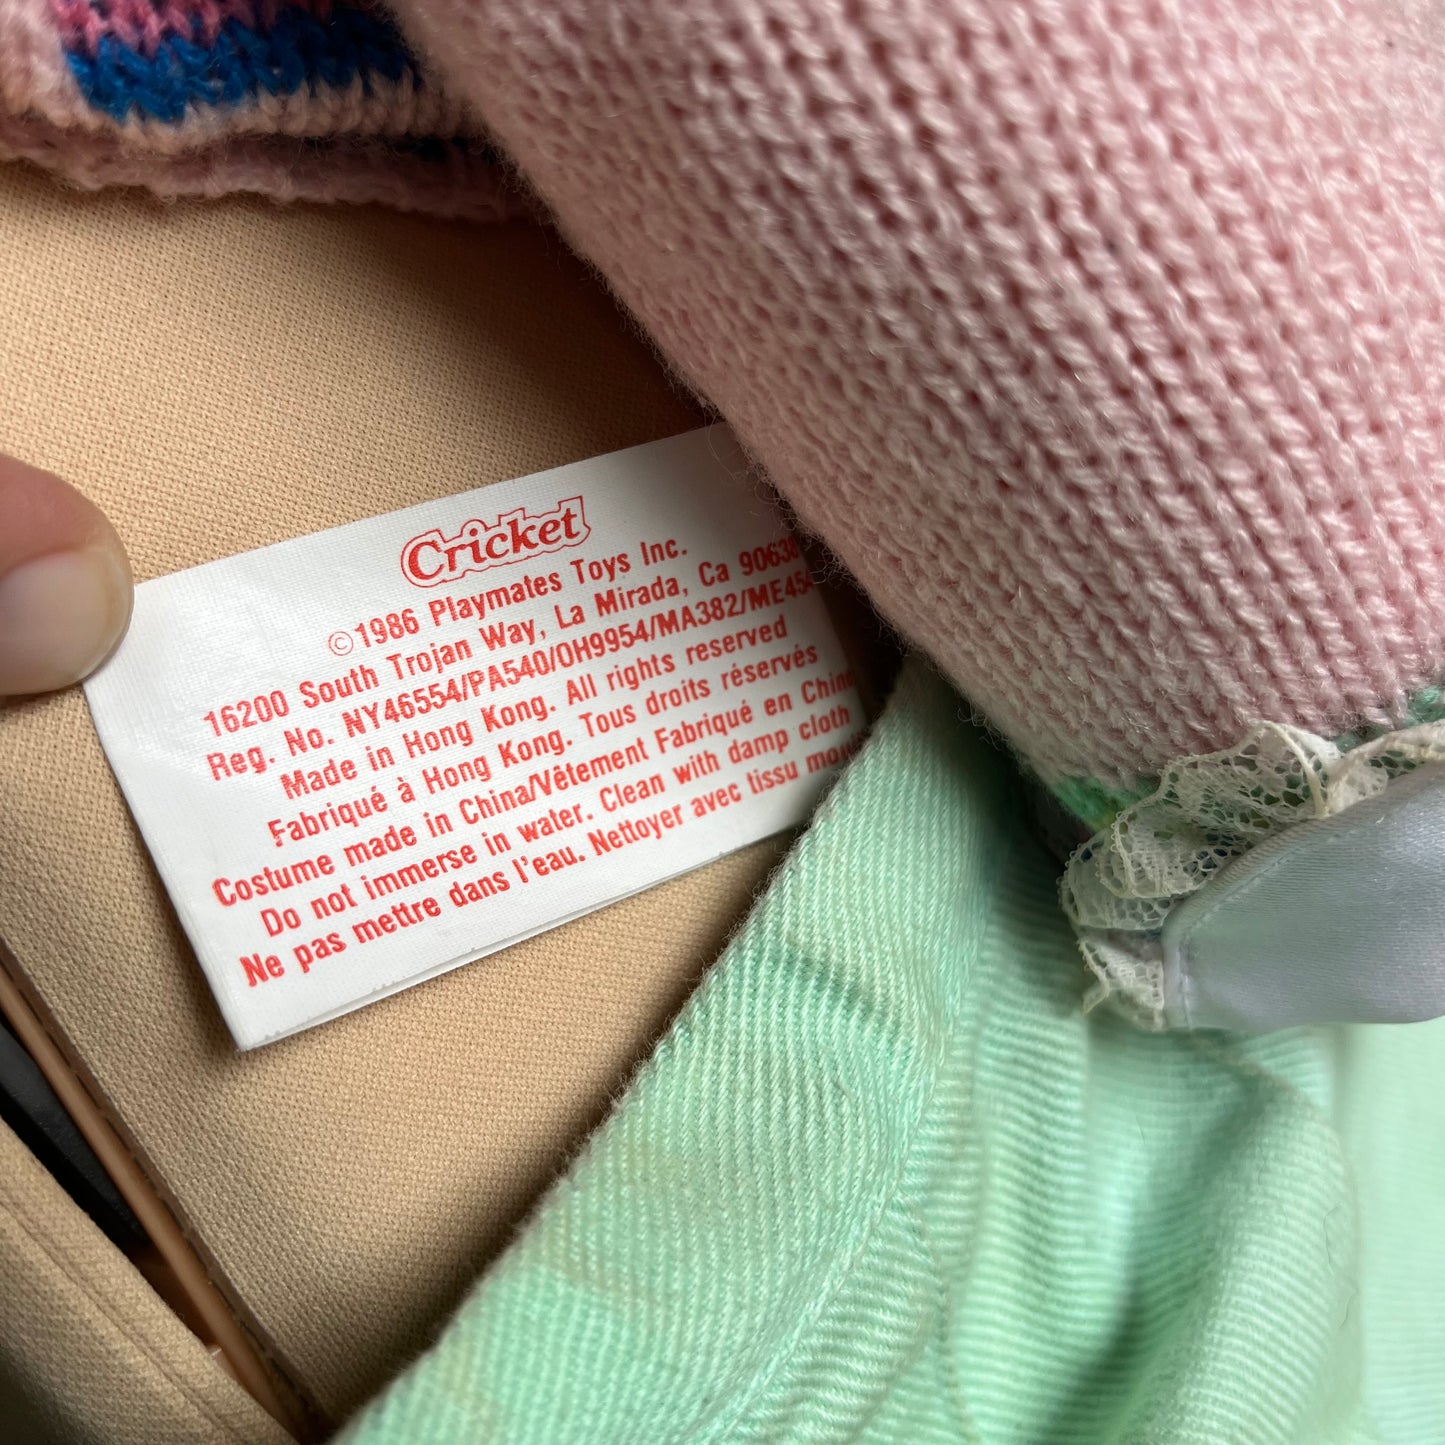 Cricket
©1986 Playmates Toys Inc.
16200 South Trojan Way, La Mirada, Ca 90638
Reg. No. NY46554/PA540/OH9954/MA382/ME454
Made in Hong Kong. All rights reserved
Fabriqué à Hong Kong. Tous droits réservés
Costume made in China/Vêtement Fabriqué en Chine
Do not immerse in water. Clean with damp cloth
Ne pas mettre dans l'eau. Nettoyer avec tissu